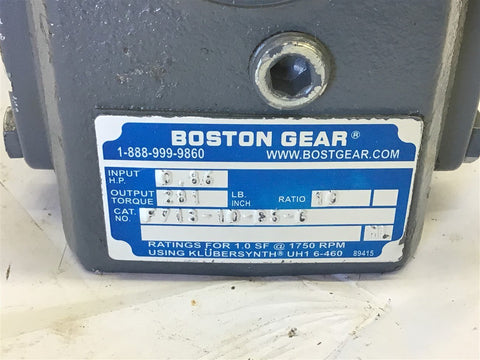 BOSTON GEAR®
1-888-999-9860 WWW.BOSTGEAR.COM
INPUT H.P.
OUTPUT TORQUE LB. INCH RATIO 10
CAT. NO.
RATINGS FOR 1.0 SF @ 1750 RPM
USING KLÜBERSYNTH® UH1 6-460 89415